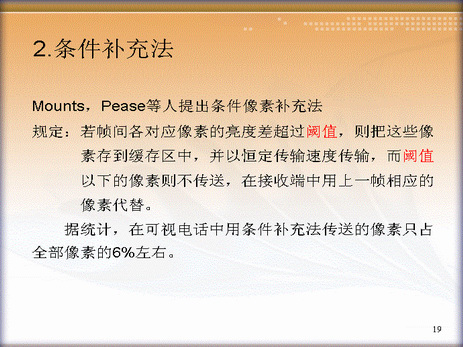 2.条件补充法
Mounts，Pease等人提出条件像素补充法
规定：若帧间各对应像素的亮度差超过阈值，则把这些像
素存到缓存区中，并以恒定传输速度传输，而阈值
以下的像素则不传送，在接收端中用上一帧相应的
像素代替。
据统计，在可视电话中用条件补充法传送的像素只占
全部像素的6%左右。
19